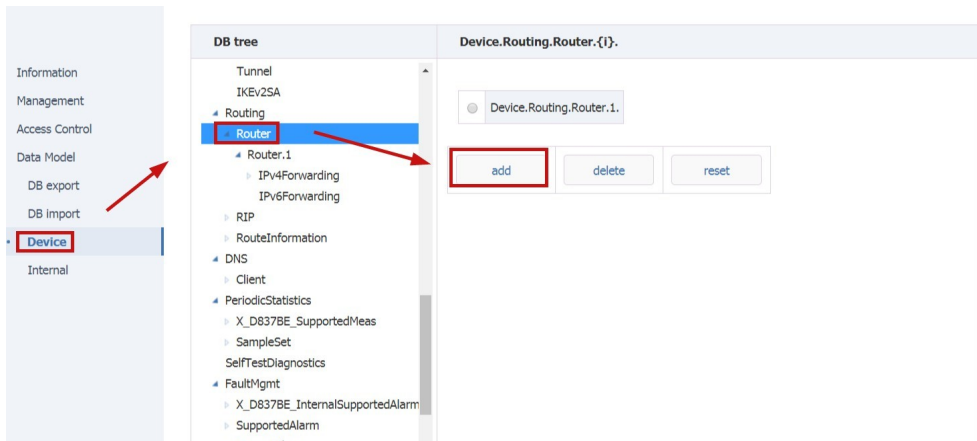 Information
Management
Access Control
Data Model
DB export
DB import
Device
Internal
DB tree
Tunnel
IKEv2SA
Routing
Router
Router.1
IPv4Forwarding
IPv6Forwarding
RIP
RouteInformation
DNS
Client
PeriodicStatistics
X_D837BE_SupportedMeas
SampleSet
SelfTestDiagnostics
FaultMgmt
X_D837BE_InternalSupportedAlarm
SupportedAlarm
Device.Routing.Router.{i}.
Device.Routing.Router.1.
add delete reset